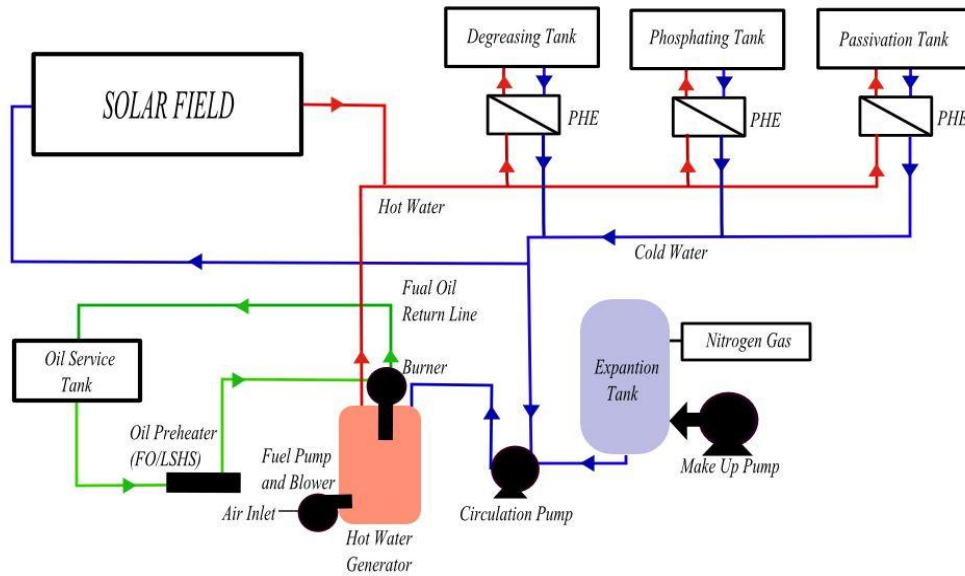 Degreasing Tank
Phosphating Tank
Passivation Tank
SOLAR FIELD
PHE
PHE
PHE
Hot Water
Cold Water
Fual Oil
Return Line
Oil Service
Tank
Burner
Expantion
Tank
Nitrogen Gas
Oil Preheater
(FO/LSHS)
Fuel Pump
and Blower
Air Inlet
Make Up Pump
Circulation Pump
Hot Water
Generator